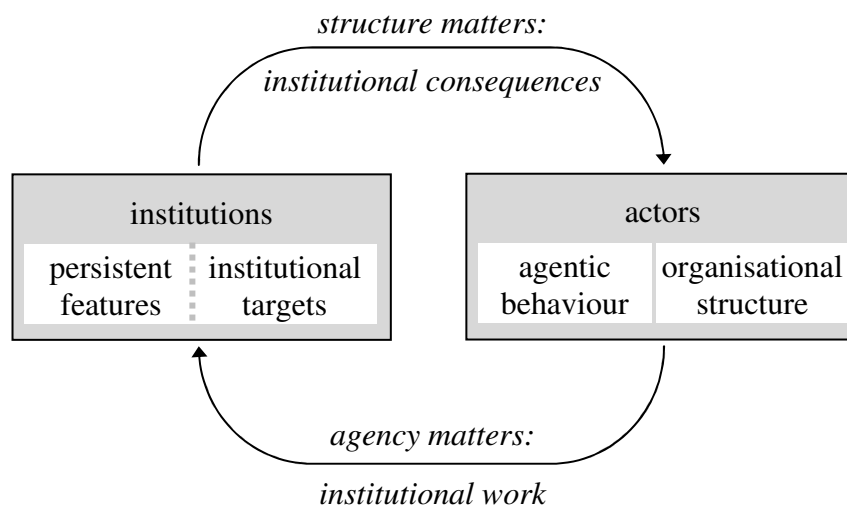 structure matters:
institutional consequences
institutions
persistent features
institutional targets
actors
agentic behaviour
organisational structure
agency matters:
institutional work